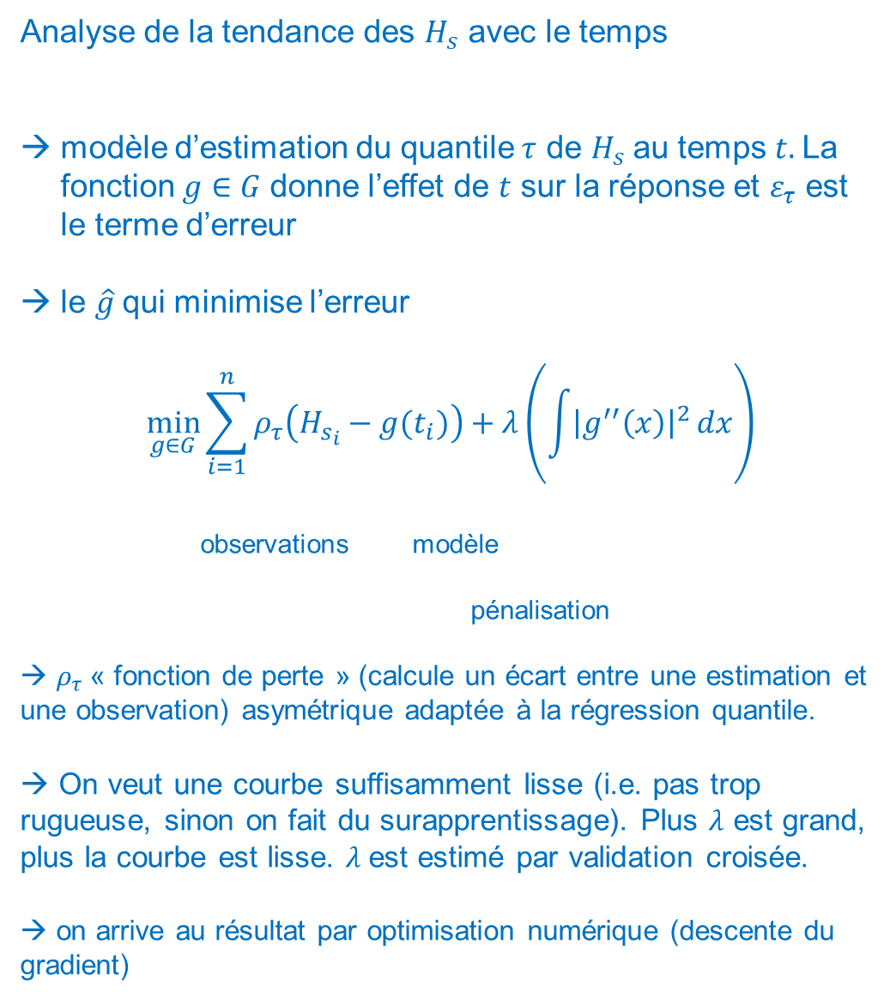 Analyse de la tendance des $H_s$ avec le temps
→ modèle d’estimation du quantile $\tau$ de $H_s$ au temps $t$. La
fonction $g \in G$ donne l’effet de $t$ sur la réponse et $\varepsilon_\tau$ est
le terme d’erreur
→ le $\hat{g}$ qui minimise l’erreur
$\min_{g \in G} \sum_{i=1}^{n} \rho_\tau \left( H_{s_i} - g(t_i) \right) + \lambda \left( \int |g''(x)|^2 \, dx \right)$
observations modèle
pénalisation
→ $\rho_\tau$ « fonction de perte » (calcule un écart entre une estimation et
une observation) asymétrique adaptée à la régression quantile.
→ On veut une courbe suffisamment lisse (i.e. pas trop
rugueuse, sinon on fait du surapprentissage). Plus $\lambda$ est grand,
plus la courbe est lisse. $\lambda$ est estimé par validation croisée.
→ on arrive au résultat par optimisation numérique (descente du
gradient)